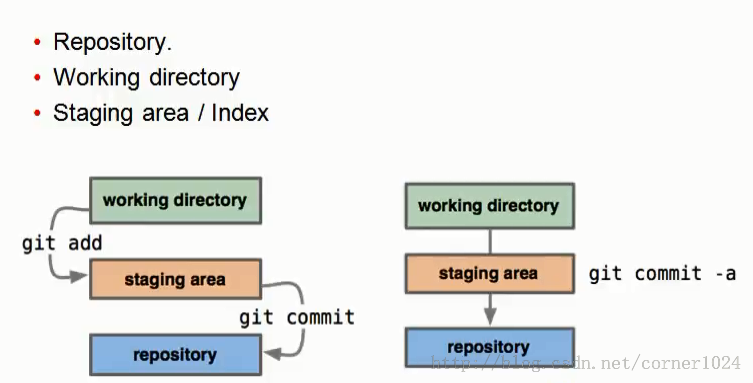 Repository.
Working directory
Staging area / Index
working directory
git add
staging area
git commit
repository
working directory
staging area
git commit -a
repository
http://blog.csdn.net/corner1024